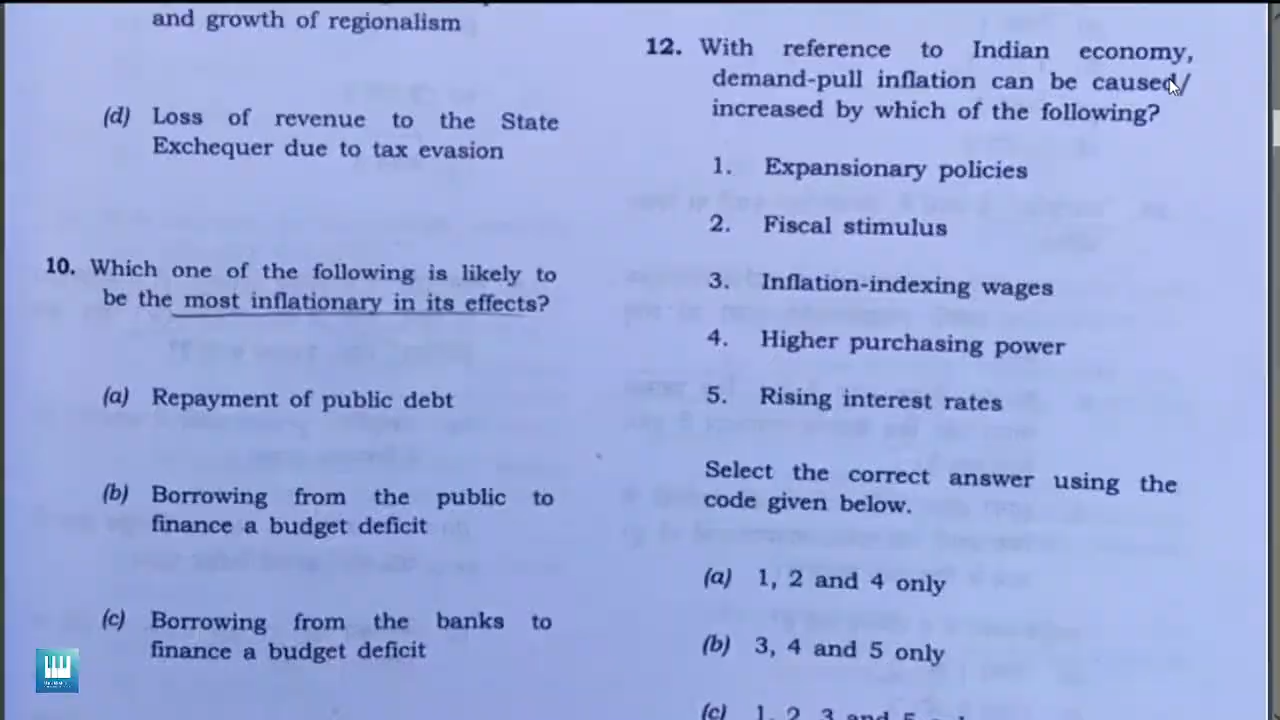 and growth of regionalism
(d) Loss of revenue to the State
Exchequer due to tax evasion
10. Which one of the following is likely to
be the most inflationary in its effects?
(a) Repayment of public debt
(b) Borrowing from the public to
finance a budget deficit
(c) Borrowing from the banks to
finance a budget deficit
12. With reference to Indian economy,
demand-pull inflation can be caused/
increased by which of the following?
1. Expansionary policies
2. Fiscal stimulus
3. Inflation-indexing wages
4. Higher purchasing power
5. Rising interest rates
Select the correct answer using the
code given below.
(a) 1, 2 and 4 only
(b) 3, 4 and 5 only
(c) 1, 2, 3 and 5